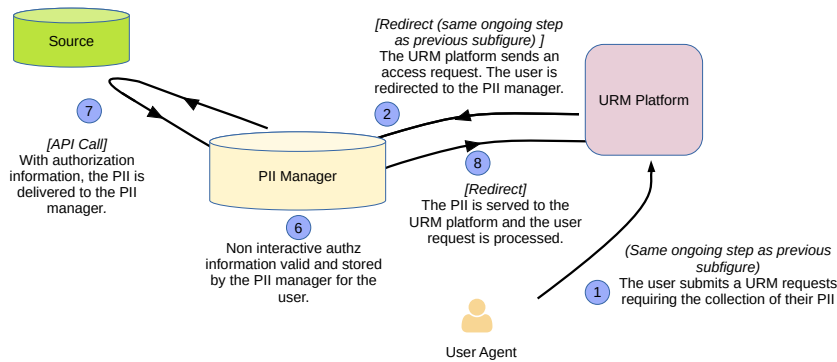 Source
7
[API Call]
With authorization
information, the PII is
delivered to the PII
manager.
[Redirect (same ongoing step
as previous subfigure) ]
The URM platform sends an
access request. The user is
redirected to the PII manager.
2
URM Platform
PII Manager
8
[Redirect]
The PII is served to the
URM platform and the user
request is processed.
6
Non interactive authz
information valid and stored
by the PII manager for the
user.
(Same ongoing step as previous
subfigure)
1
The user submits a URM requests
requiring the collection of their PII
User Agent